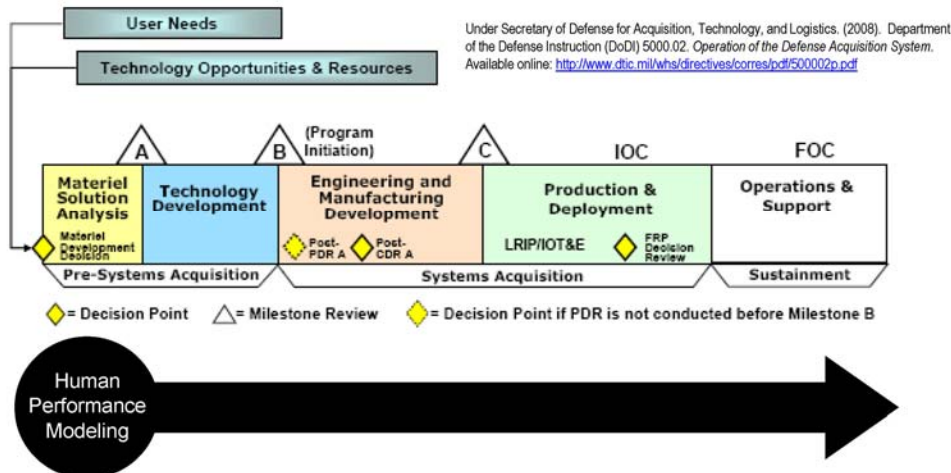 User Needs
Technology Opportunities & Resources
Under Secretary of Defense for Acquisition, Technology, and Logistics. (2008). Department
of the Defense Instruction (DoDI) 5000.02. Operation of the Defense Acquisition System.
Available online: http://www.dtic.mil/whs/directives/corres/pdf/500002p.pdf
A
B
(Program
Initiation)
C
IOC
FOC
Materiel
Solution
Analysis
Materiel
Development
Decision
Technology
Development
Engineering and
Manufacturing
Development
Post-
PDR A
Post-
CDR A
Production &
Deployment
LRIP/IOT&E
FRP
Decision
Review
Operations &
Support
Pre-Systems Acquisition
Systems Acquisition
Sustainment
= Decision Point
= Milestone Review
= Decision Point if PDR is not conducted before Milestone B
Human
Performance
Modeling